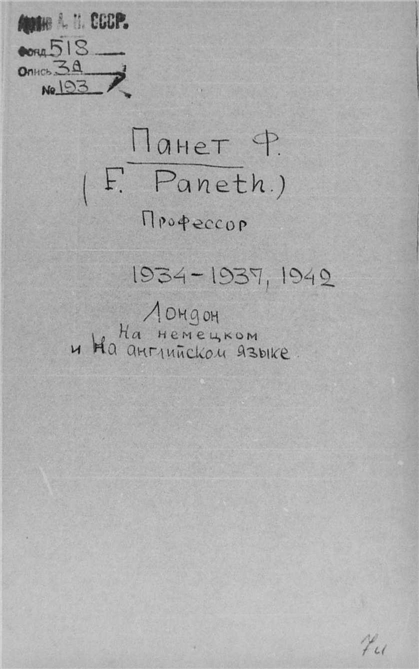 Архив А. Н. СССР.
Фонд 518
Опись 3д
№ 193
Панет Ф.
(F. Paneth.)
Профессор
1934-1937, 1942
Лондон
На немецком
и На английском языке